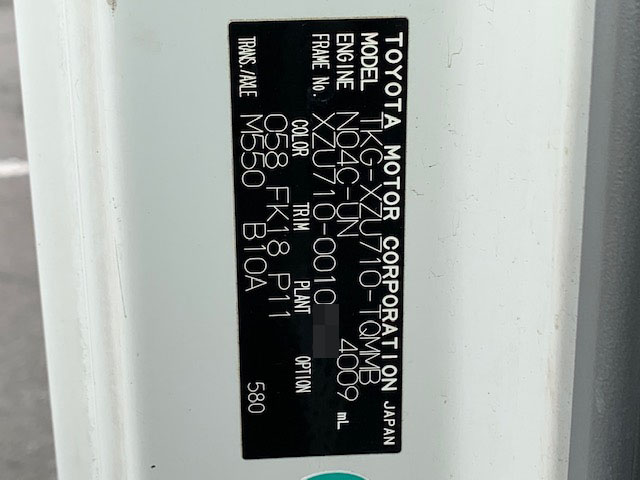 TOYOTA MOTOR CORPORATION JAPAN
MODEL TKG-XZU710-TQMMB
ENGINE N04C-UN 4009 mL
FRAME No. XZU710-0010
COLOR TRIM PLANT OPTION
058 FK18 P11
TRANS./AXLE M550 B10A 580